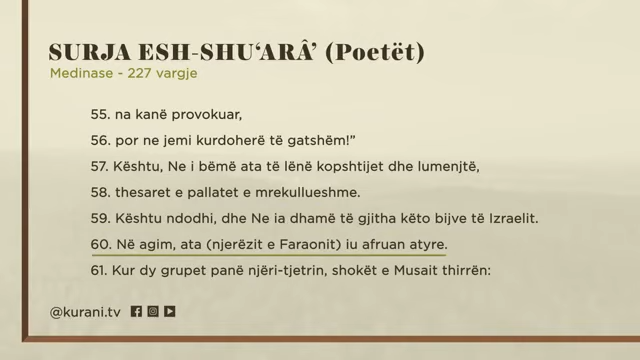 SURJA ESH-SHU‘ARÂ’ (Poetët)
Medinase - 227 vargje
55. na kanë provokuar,
56. por ne jemi kurdoherë të gatshëm!”
57. Kështu, Ne i bëmë ata të lënë kopshtijet dhe lumenjtë,
58. thesaret e pallatet e mrekullueshme.
59. Kështu ndodhi, dhe Ne ia dhamë të gjitha këto bijve të Izraelit.
60. Në agim, ata (njerëzit e Faraonit) iu afruan atyre.
61. Kur dy grupet panë njëri-tjetrin, shokët e Musait thirrën:
@kurani.tv